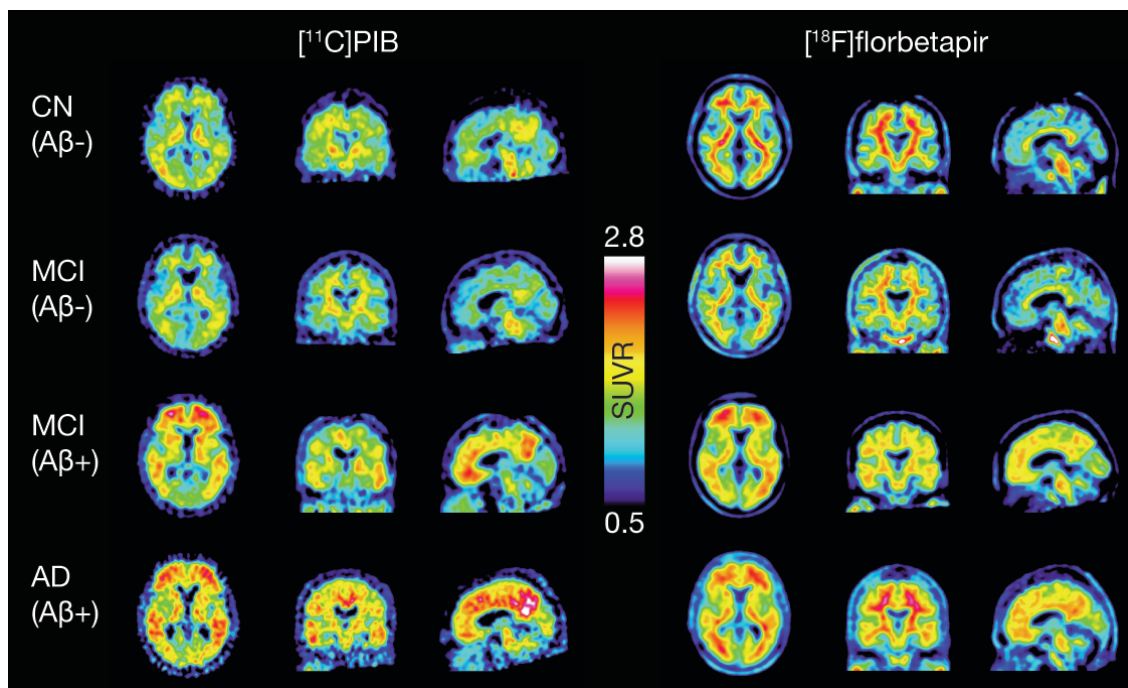 [¹¹C]PIB
[¹⁸F]florbetapir
CN
(Aβ-)
MCI
(Aβ-)
2.8
SUVR
0.5
MCI
(Aβ+)
AD
(Aβ+)